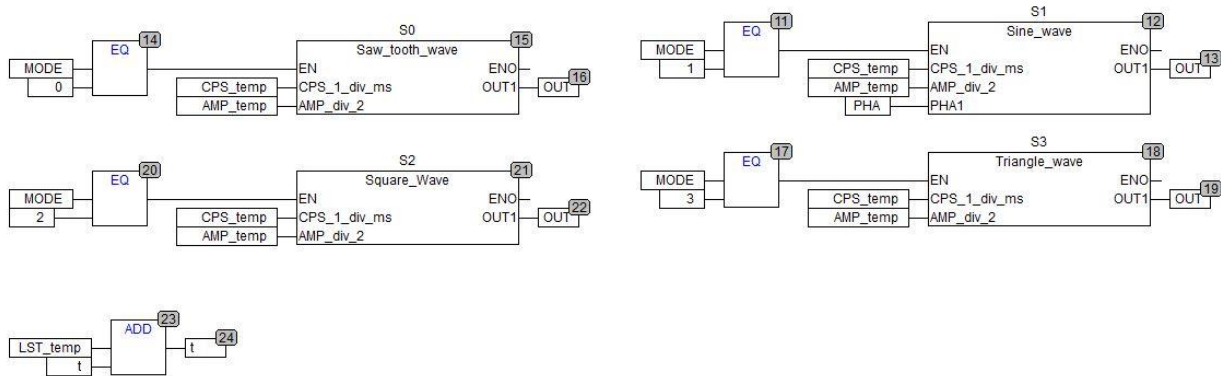 S0
EQ 14
Saw_tooth_wave 15
MODE
0
EN ENO
CPS_temp CPS_1_div_ms OUT1 OUT 16
AMP_temp AMP_div_2
S1
EQ 11
Sine_wave 12
MODE
1
EN ENO
CPS_temp CPS_1_div_ms OUT1 OUT 13
AMP_temp AMP_div_2
PHA PHA1
S2
EQ 20
Square_Wave 21
MODE
2
EN ENO
CPS_temp CPS_1_div_ms OUT1 OUT 22
AMP_temp AMP_div_2
S3
EQ 17
Triangle_wave 18
MODE
3
EN ENO
CPS_temp CPS_1_div_ms OUT1 OUT 19
AMP_temp AMP_div_2
ADD 23
LST_temp t 24
t